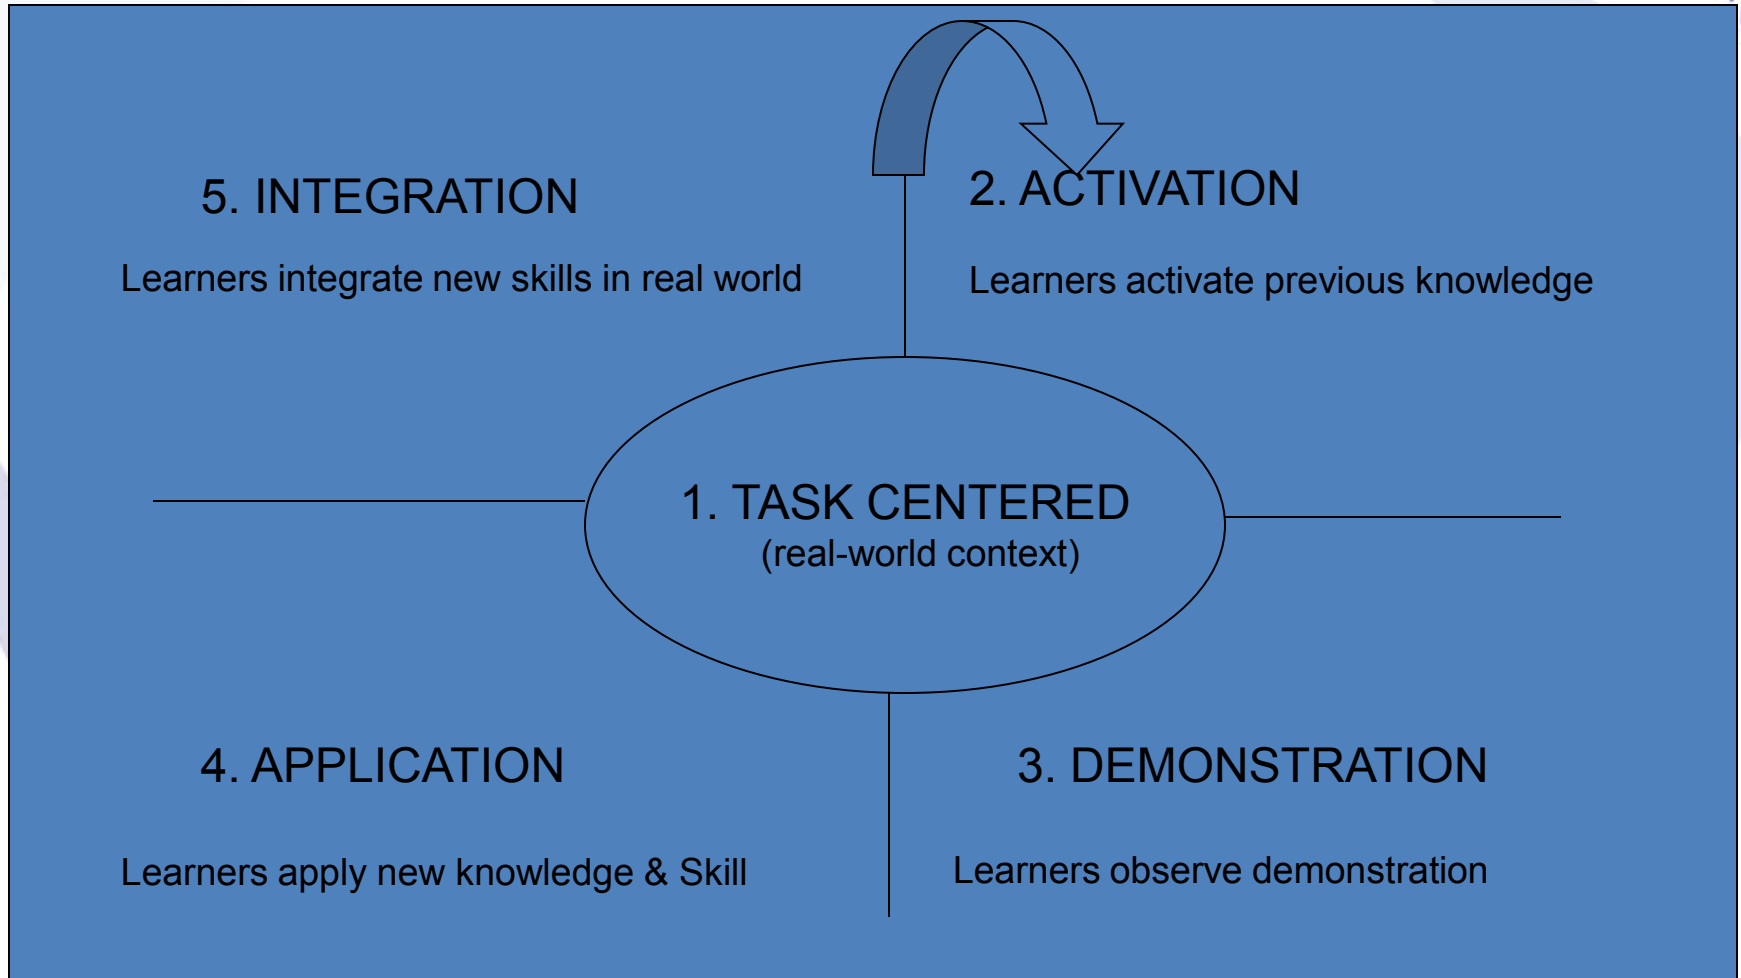 5. INTEGRATION
Learners integrate new skills in real world
2. ACTIVATION
Learners activate previous knowledge
1. TASK CENTERED
(real-world context)
4. APPLICATION
Learners apply new knowledge & Skill
3. DEMONSTRATION
Learners observe demonstration